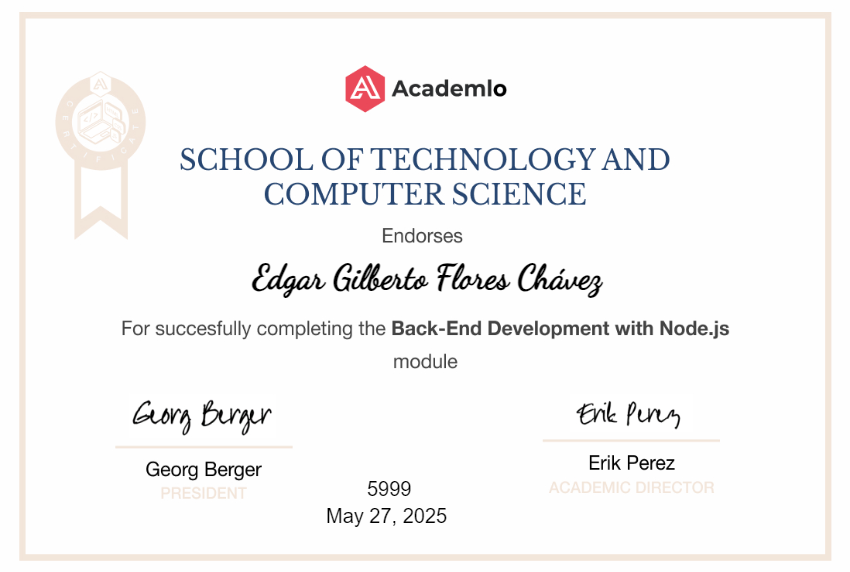 Academlo
SCHOOL OF TECHNOLOGY AND
COMPUTER SCIENCE
Endorses
Edgar Gilberto Flores Chávez
For succesfully completing the Back-End Development with Node.js
module
Georg Berger
Georg Berger
PRESIDENT
Erik Perez
Erik Perez
ACADEMIC DIRECTOR
5999
May 27, 2025